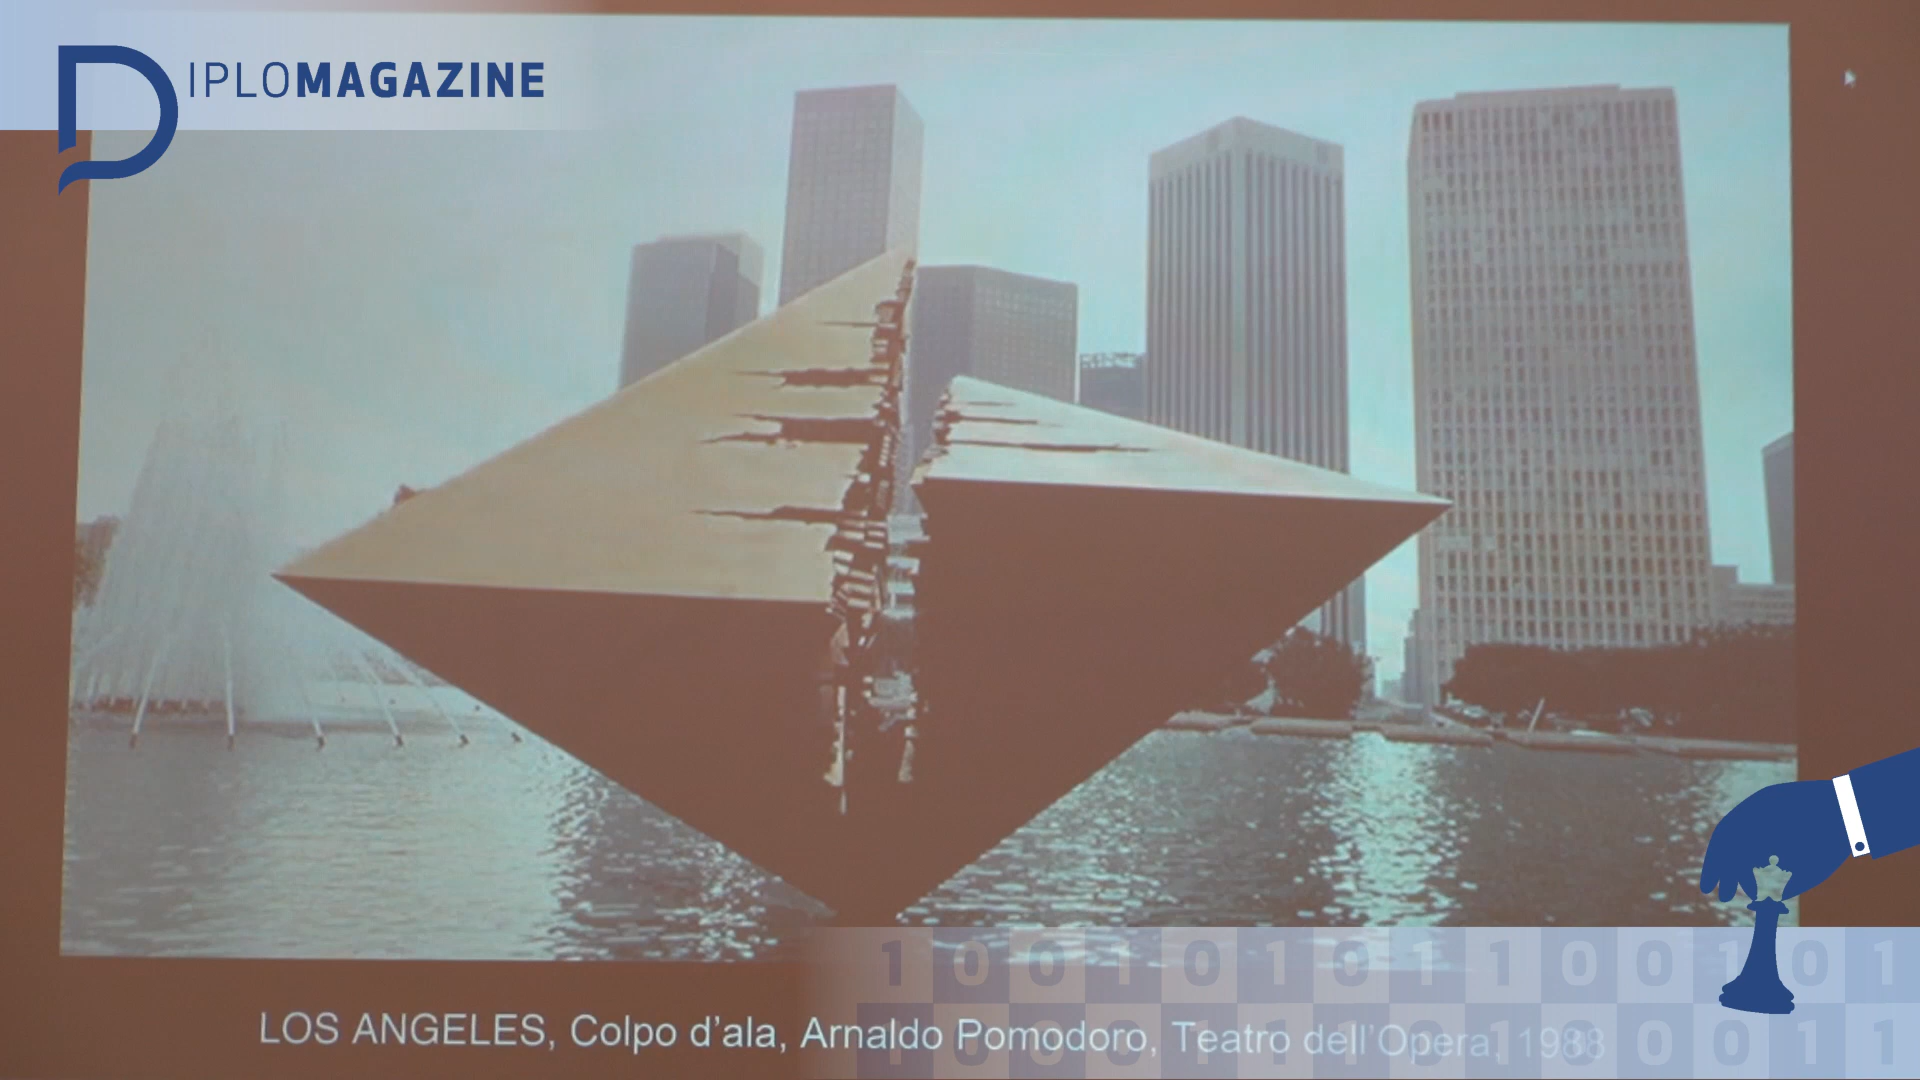 DIPLOMAGAZINE
1 0 0 1 0 1 0 1 1 0 0 1 0 1
LOS ANGELES, Colpo d'ala, Arnaldo Pomodoro, Teatro dell'Opera, 1988
0 0 1 1